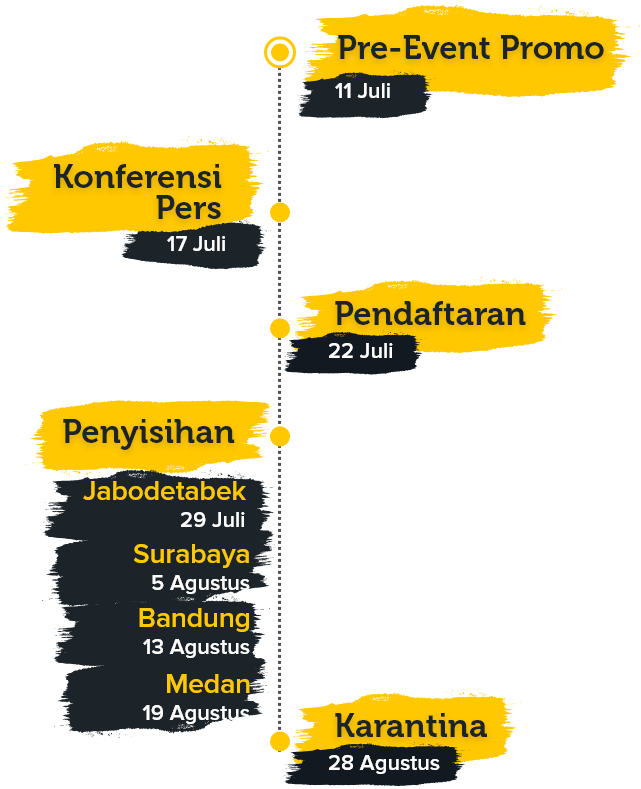 Pre-Event Promo
11 Juli
Konferensi
Pers
17 Juli
Pendaftaran
22 Juli
Penyisihan
Jabodetabek
29 Juli
Surabaya
5 Agustus
Bandung
13 Agustus
Medan
19 Agustus
Karantina
28 Agustus